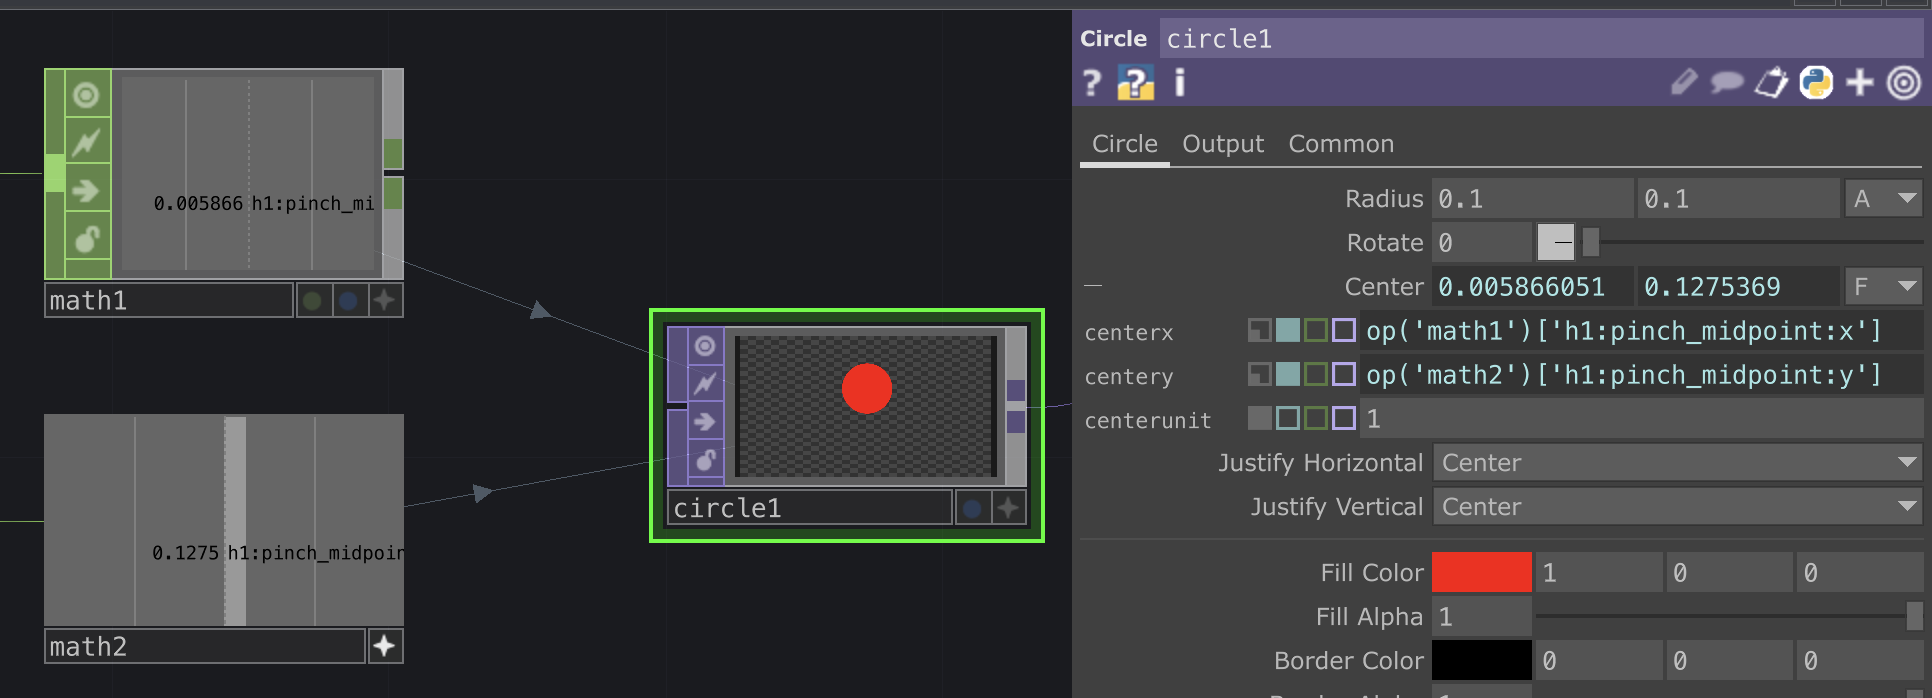 0.005866 h1:pinch_mi
math1
0.1275 h1:pinch_midpoin
math2
circle1
Circle circle1
? ? i
Circle Output Common
Radius 0.1 0.1 A
Rotate 0
Center 0.005866051 0.1275369 F
centerx op('math1')['h1:pinch_midpoint:x']
centery op('math2')['h1:pinch_midpoint:y']
centerunit 1
Justify Horizontal Center
Justify Vertical Center
Fill Color 1 0 0
Fill Alpha 1
Border Color 0 0 0